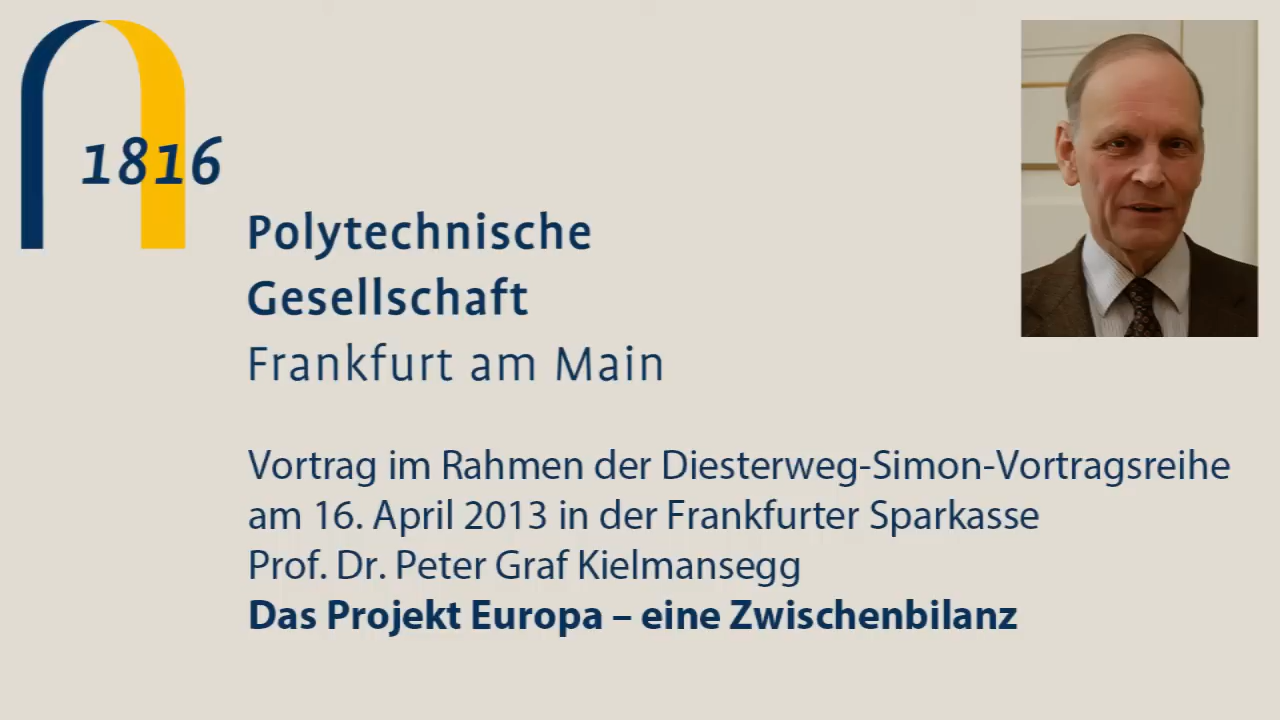 1816
Polytechnische
Gesellschaft
Frankfurt am Main
Vortrag im Rahmen der Diesterweg-Simon-Vortragsreihe
am 16. April 2013 in der Frankfurter Sparkasse
Prof. Dr. Peter Graf Kielmansegg
Das Projekt Europa – eine Zwischenbilanz